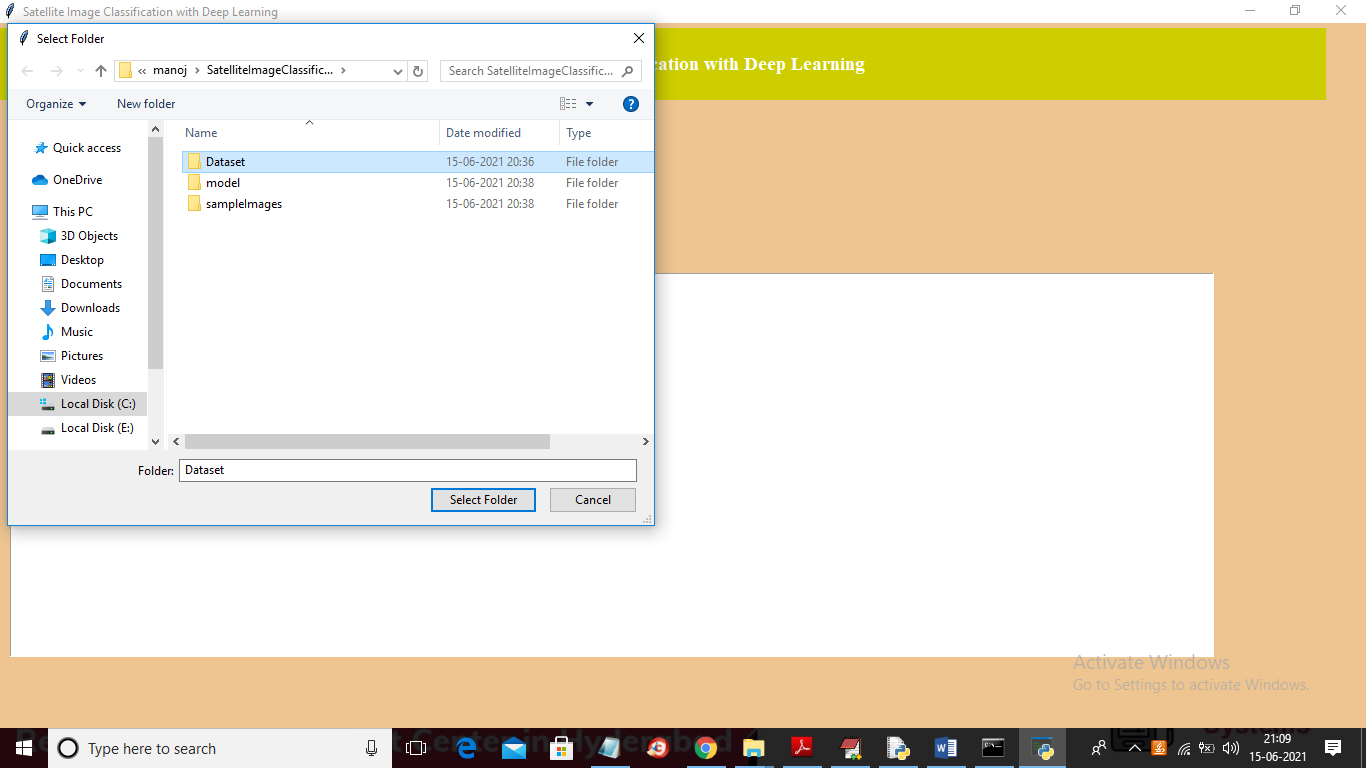 Satellite Image Classification with Deep Learning
Select Folder
ication with Deep Learning
« manoj › SatelliteImageClassific... ›
Search SatelliteImageClassific...
Organize
New folder
?
Name Date modified Type
Quick access
OneDrive
This PC
3D Objects
Desktop
Documents
Downloads
Music
Pictures
Videos
Local Disk (C:)
Local Disk (E:)
Dataset 15-06-2021 20:36 File folder
model 15-06-2021 20:38 File folder
sampleImages 15-06-2021 20:38 File folder
Folder: Dataset
Select Folder Cancel
Activate Windows
Go to Settings to activate Windows.
Type here to search
21:09
15-06-2021